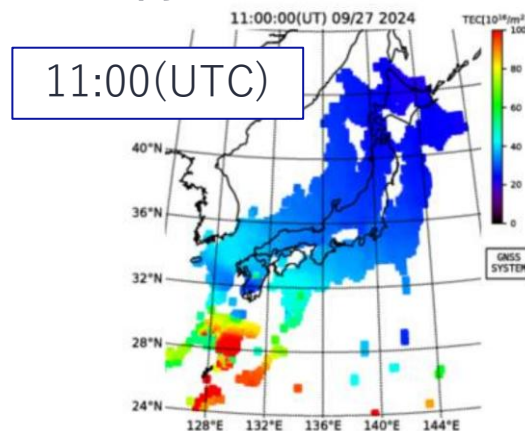 11:00:00(UT) 09/27 2024
TEC[10¹⁶/m²]
11:00(UTC)
100
80
60
40
20
0
GNSS
SYSTEM
40°N
36°N
32°N
28°N
24°N
128°E 132°E 136°E 140°E 144°E